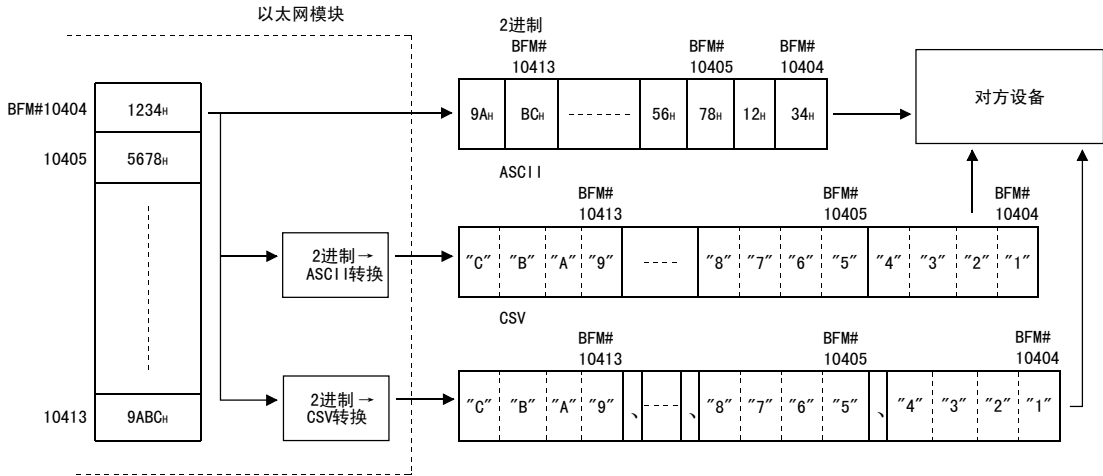 以太网模块
BFM#10404
1234H
10405
5678H
10413
9ABCH
2进制
BFM#
10413
BFM#
10405
BFM#
10404
9AH
BCH
56H
78H
12H
34H
对方设备
2进制→
ASCII转换
ASCII
BFM#
10413
BFM#
10405
BFM#
10404
"C" "B" "A" "9" "8" "7" "6" "5" "4" "3" "2" "1"
2进制→
CSV转换
CSV
BFM#
10413
BFM#
10405
BFM#
10404
"C" "B" "A" "9" 、 、 "8" "7" "6" "5" 、 "4" "3" "2" "1"